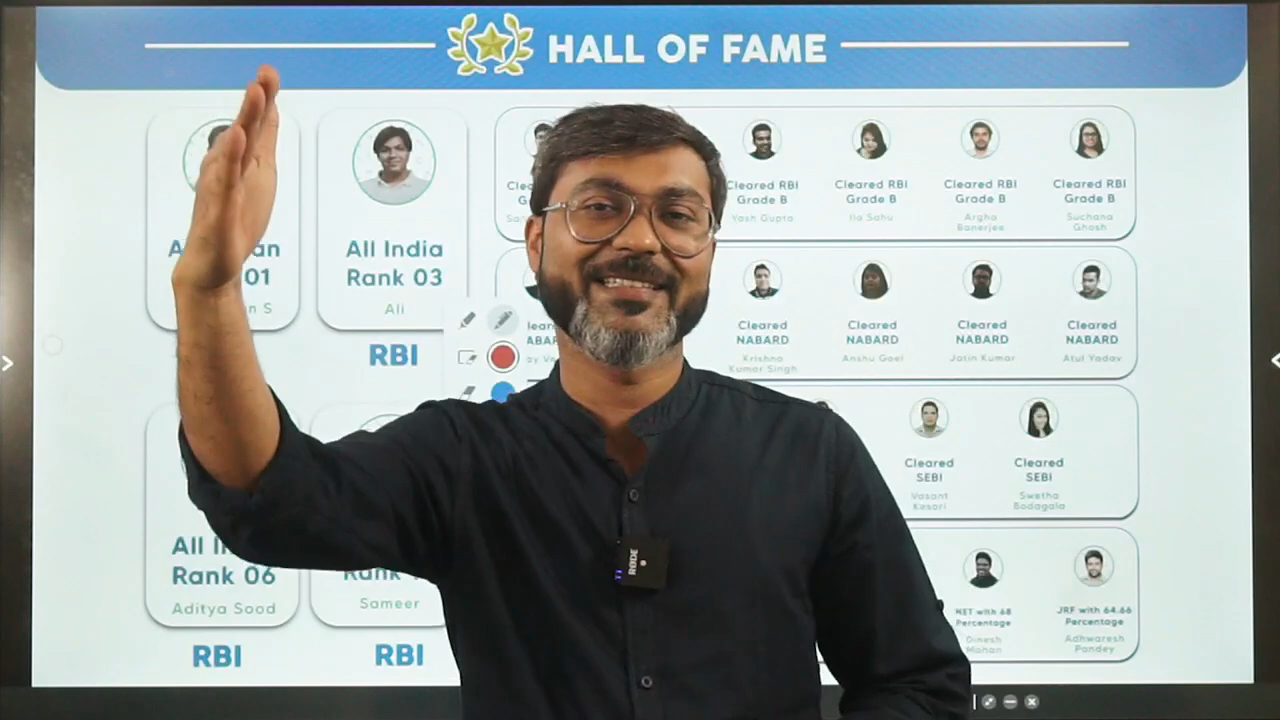 HALL OF FAME
01
All India
Rank 03
Ali
RBI
Cleared RBI
Grade B
Yash Gupta
Cleared RBI
Grade B
Ila Sahu
Cleared RBI
Grade B
Argha
Banerjee
Cleared RBI
Grade B
Suchana
Ghosh
Cleared
NABARD
Krishna
Kumar Singh
Cleared
NABARD
Anshu Goel
Cleared
NABARD
Jatin Kumar
Cleared
NABARD
Atul Yadav
Cleared
SEBI
Vasant
Kesari
Cleared
SEBI
Swetha
Bodagala
All
Rank 06
Aditya Sood
RBI
Rank
Sameer
RBI
NET with 68
Percentage
Dinesh
Mohan
JRF with 64.66
Percentage
Adhwaresh
Pandey
RØDE